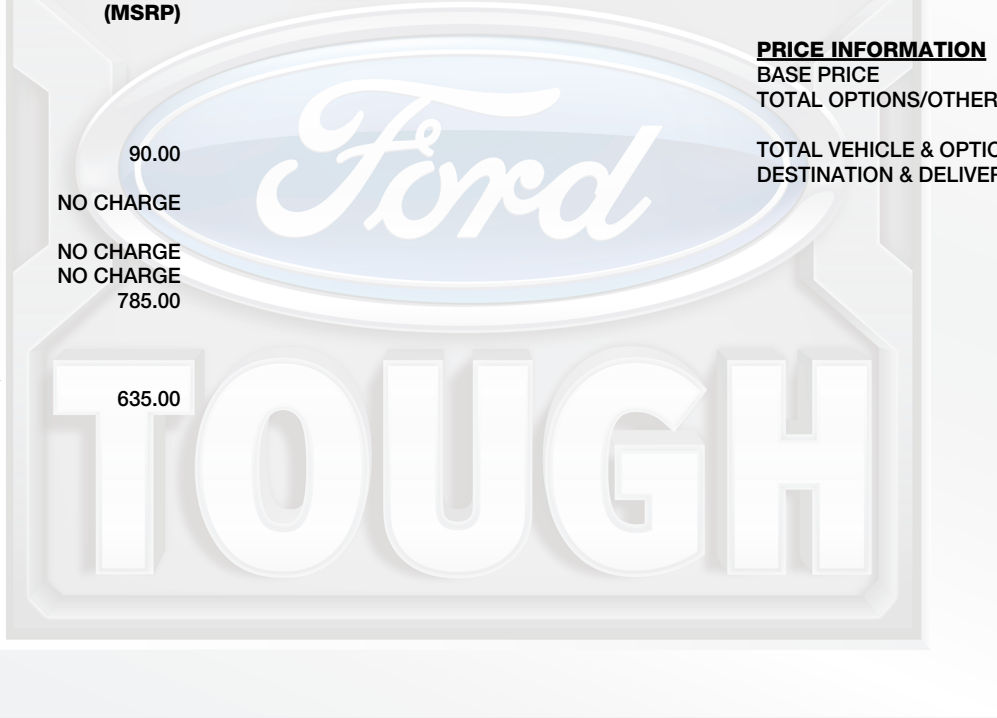 (MSRP)
90.00
NO CHARGE
NO CHARGE
NO CHARGE
785.00
635.00
PRICE INFORMATION
BASE PRICE
TOTAL OPTIONS/OTHER
TOTAL VEHICLE & OPTIO
DESTINATION & DELIVER
Ford
TOUGH